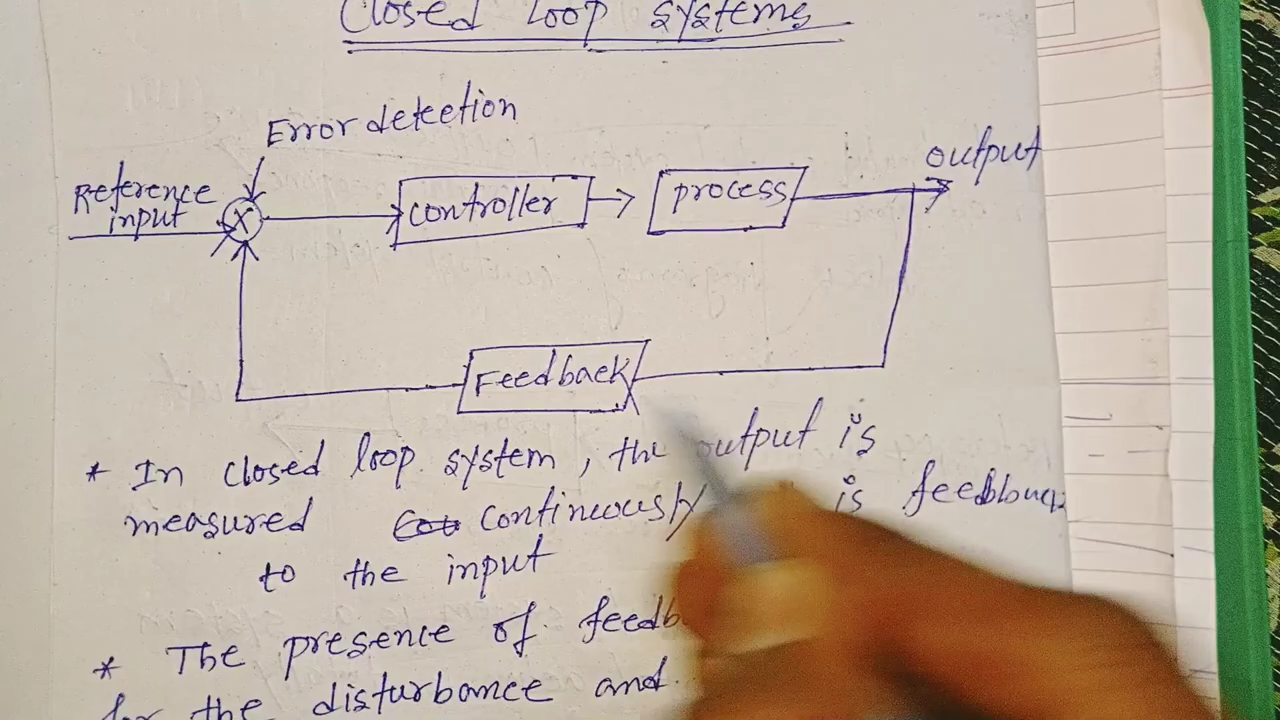 Closed Loop systems
Error detection
Reference
input
X
controller
process
output
Feedback
* In closed loop system, the output is
measured continuously is feedback
to the input
* The presence of
for the disturbance and